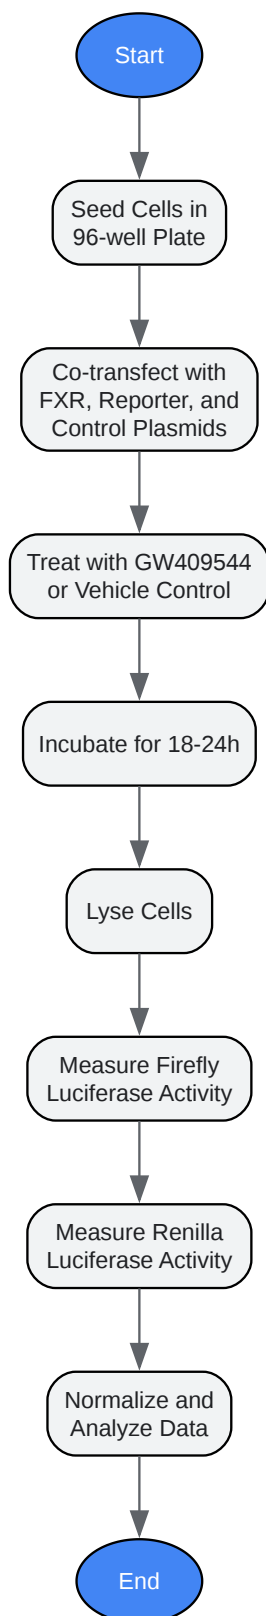 Start
Seed Cells in
96-well Plate
Co-transfect with
FXR, Reporter, and
Control Plasmids
Treat with GW409544
or Vehicle Control
Incubate for 18-24h
Lyse Cells
Measure Firefly
Luciferase Activity
Measure Renilla
Luciferase Activity
Normalize and
Analyze Data
End